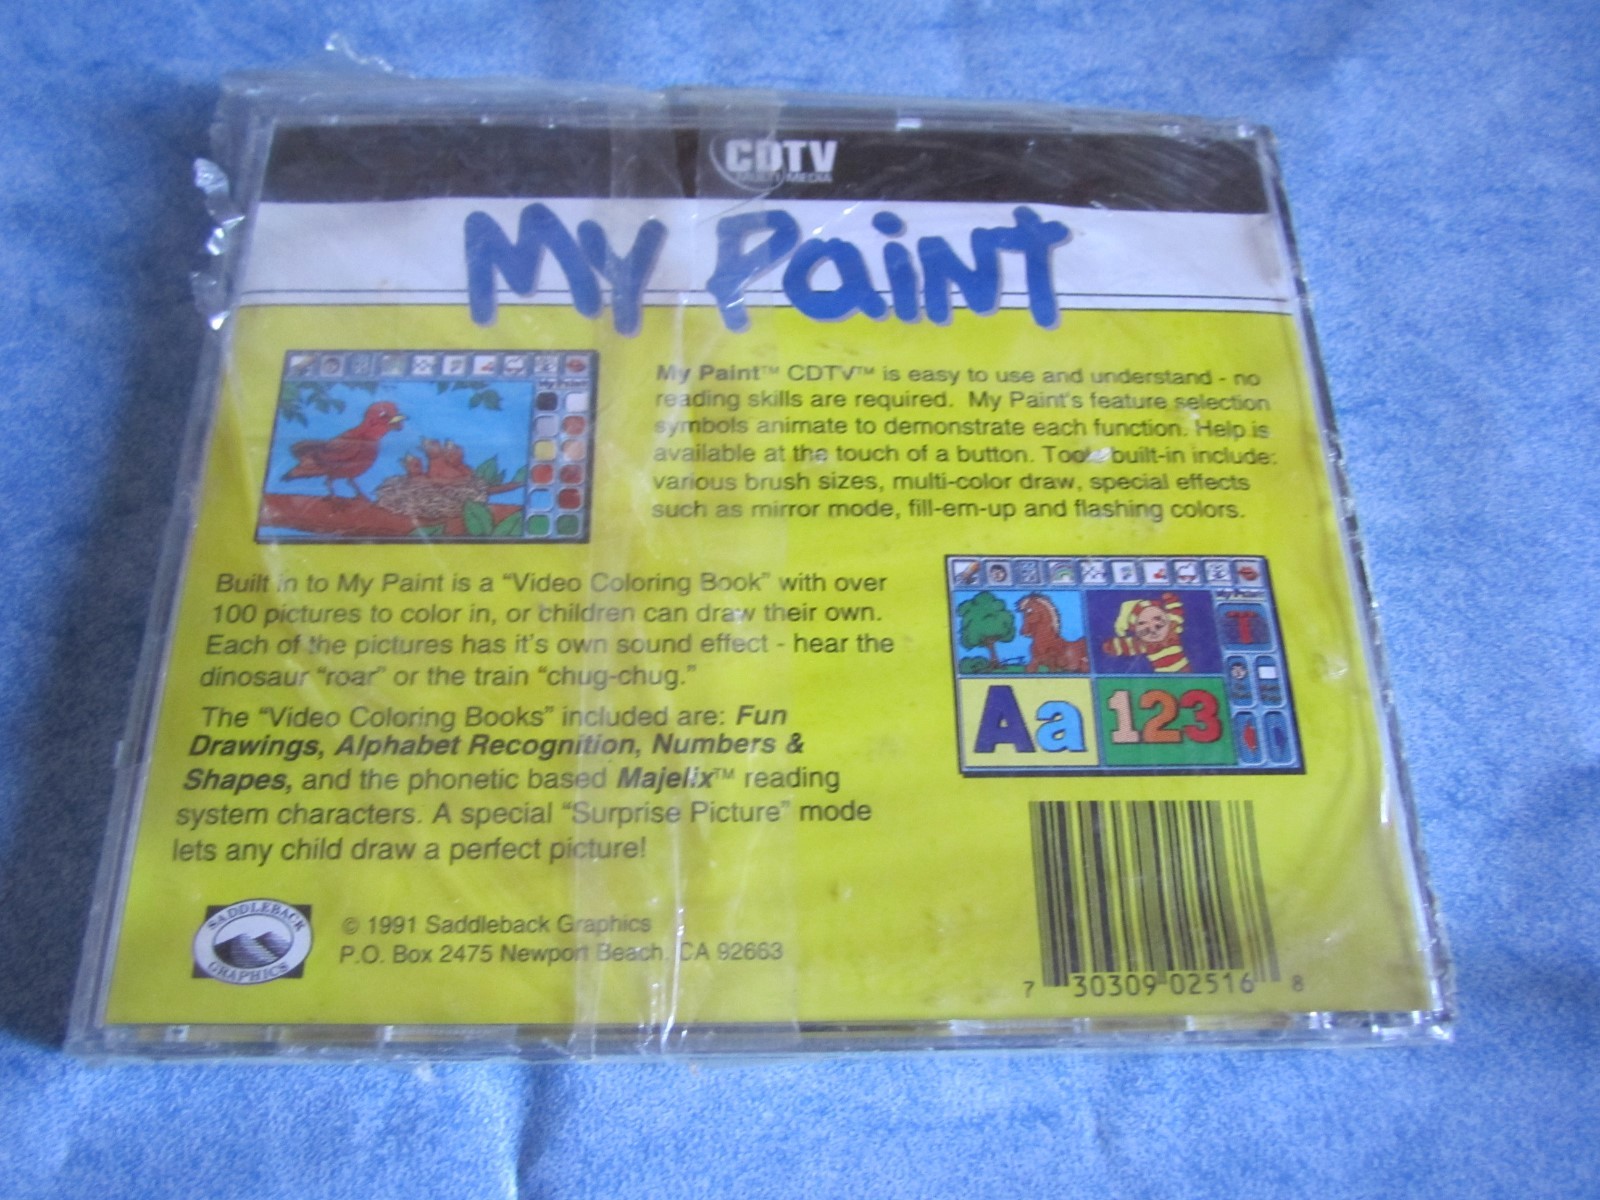 CDTV
MULTI MEDIA
My Paint
My Paint™ CDTV™ is easy to use and understand - no
reading skills are required. My Paint's feature selection
symbols animate to demonstrate each function. Help is
available at the touch of a button. Tools built-in include:
various brush sizes, multi-color draw, special effects
such as mirror mode, fill-em-up and flashing colors.
My Paint
Built in to My Paint is a “Video Coloring Book” with over
100 pictures to color in, or children can draw their own.
Each of the pictures has it's own sound effect - hear the
dinosaur “roar” or the train “chug-chug.”
The “Video Coloring Books” included are: Fun
Drawings, Alphabet Recognition, Numbers &
Shapes, and the phonetic based Majelix™ reading
system characters. A special “Surprise Picture” mode
lets any child draw a perfect picture!
Aa
123
SADDLEBACK
GRAPHICS
© 1991 Saddleback Graphics
P.O. Box 2475 Newport Beach, CA 92663
7 30309 02516 8